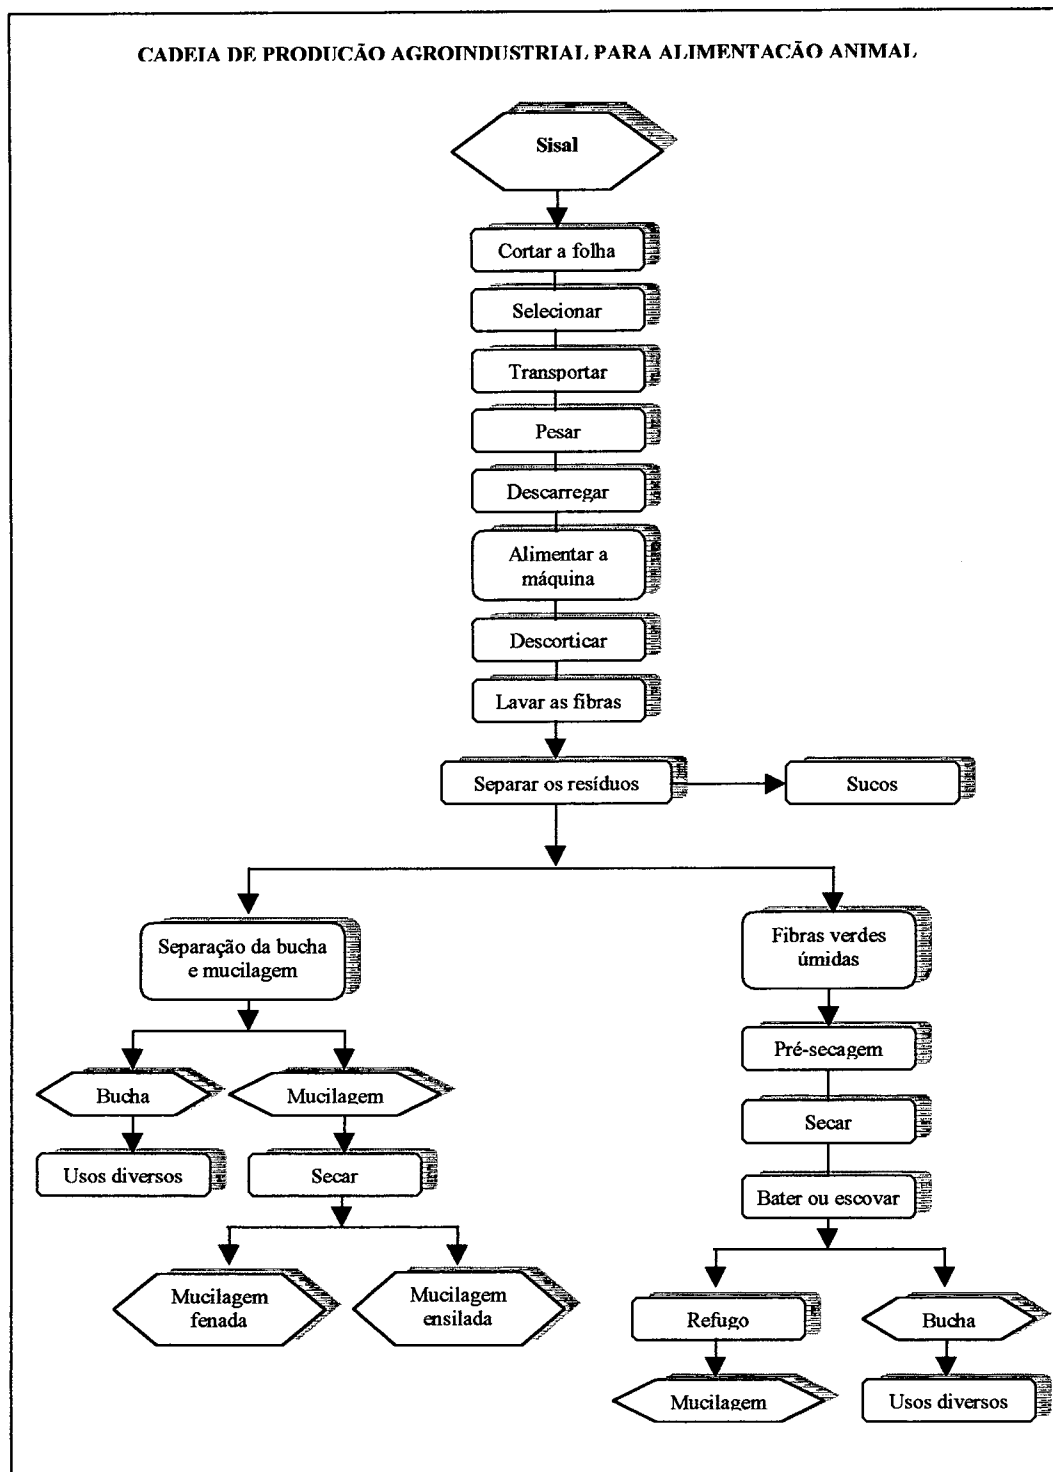 CADEIA DE PRODUÇÃO AGROINDUSTRIAL PARA ALIMENTAÇÃO ANIMAL
Sisal
Cortar a folha
Selecionar
Transportar
Pesar
Descarregar
Alimentar a
máquina
Descorticar
Lavar as fibras
Separar os resíduos
Sucos
Separação da bucha
e mucilagem
Fibras verdes
úmidas
Pré-secagem
Bucha
Mucilagem
Secar
Usos diversos
Secar
Bater ou escovar
Mucilagem
fenada
Mucilagem
ensilada
Refugo
Bucha
Mucilagem
Usos diversos